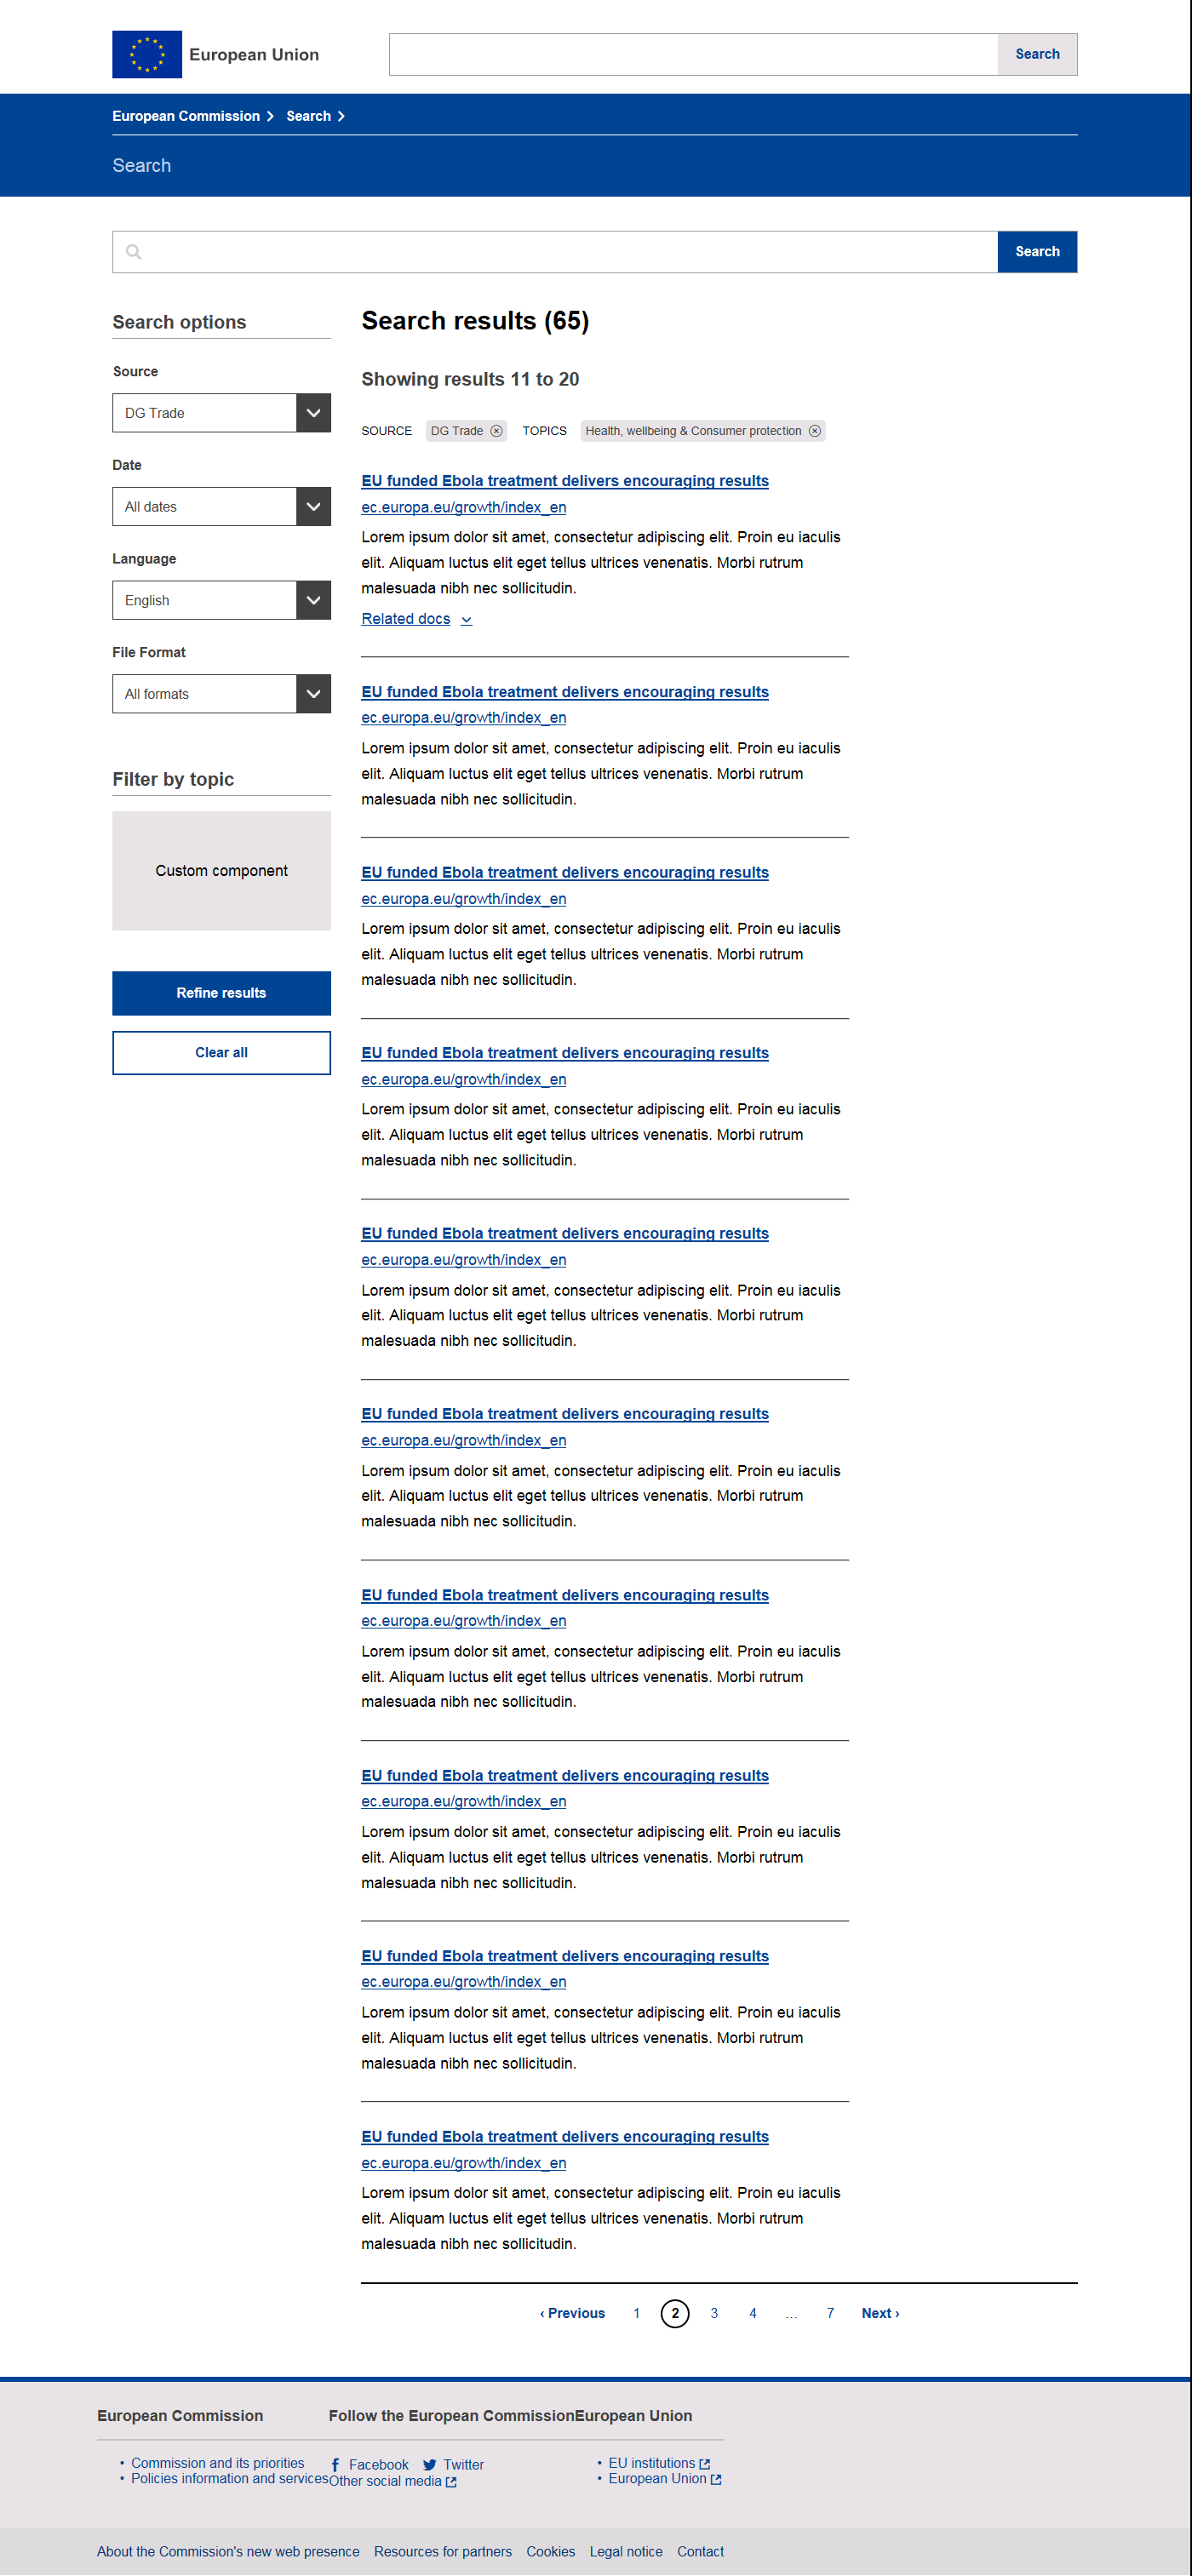 European Union
Search
European Commission
Search
Search
Search
Search options
Source
DG Trade
Date
All dates
Language
English
File Format
All formats
Filter by topic
Custom component
Refine results
Clear all
Search results (65)
Showing results 11 to 20
SOURCE DG Trade TOPICS Health, wellbeing & Consumer protection
EU funded Ebola treatment delivers encouraging results
ec.europa.eu/growth/index_en
Lorem ipsum dolor sit amet, consectetur adipiscing elit. Proin eu iaculis
elit. Aliquam luctus elit eget tellus ultrices venenatis. Morbi rutrum
malesuada nibh nec sollicitudin.
Related docs
EU funded Ebola treatment delivers encouraging results
ec.europa.eu/growth/index_en
Lorem ipsum dolor sit amet, consectetur adipiscing elit. Proin eu iaculis
elit. Aliquam luctus elit eget tellus ultrices venenatis. Morbi rutrum
malesuada nibh nec sollicitudin.
EU funded Ebola treatment delivers encouraging results
ec.europa.eu/growth/index_en
Lorem ipsum dolor sit amet, consectetur adipiscing elit. Proin eu iaculis
elit. Aliquam luctus elit eget tellus ultrices venenatis. Morbi rutrum
malesuada nibh nec sollicitudin.
EU funded Ebola treatment delivers encouraging results
ec.europa.eu/growth/index_en
Lorem ipsum dolor sit amet, consectetur adipiscing elit. Proin eu iaculis
elit. Aliquam luctus elit eget tellus ultrices venenatis. Morbi rutrum
malesuada nibh nec sollicitudin.
EU funded Ebola treatment delivers encouraging results
ec.europa.eu/growth/index_en
Lorem ipsum dolor sit amet, consectetur adipiscing elit. Proin eu iaculis
elit. Aliquam luctus elit eget tellus ultrices venenatis. Morbi rutrum
malesuada nibh nec sollicitudin.
EU funded Ebola treatment delivers encouraging results
ec.europa.eu/growth/index_en
Lorem ipsum dolor sit amet, consectetur adipiscing elit. Proin eu iaculis
elit. Aliquam luctus elit eget tellus ultrices venenatis. Morbi rutrum
malesuada nibh nec sollicitudin.
EU funded Ebola treatment delivers encouraging results
ec.europa.eu/growth/index_en
Lorem ipsum dolor sit amet, consectetur adipiscing elit. Proin eu iaculis
elit. Aliquam luctus elit eget tellus ultrices venenatis. Morbi rutrum
malesuada nibh nec sollicitudin.
EU funded Ebola treatment delivers encouraging results
ec.europa.eu/growth/index_en
Lorem ipsum dolor sit amet, consectetur adipiscing elit. Proin eu iaculis
elit. Aliquam luctus elit eget tellus ultrices venenatis. Morbi rutrum
malesuada nibh nec sollicitudin.
EU funded Ebola treatment delivers encouraging results
ec.europa.eu/growth/index_en
Lorem ipsum dolor sit amet, consectetur adipiscing elit. Proin eu iaculis
elit. Aliquam luctus elit eget tellus ultrices venenatis. Morbi rutrum
malesuada nibh nec sollicitudin.
EU funded Ebola treatment delivers encouraging results
ec.europa.eu/growth/index_en
Lorem ipsum dolor sit amet, consectetur adipiscing elit. Proin eu iaculis
elit. Aliquam luctus elit eget tellus ultrices venenatis. Morbi rutrum
malesuada nibh nec sollicitudin.
‹ Previous 1 2 3 4 … 7 Next ›
European Commission
• Commission and its priorities
• Policies information and services
Follow the European Commission
Facebook Twitter
Other social media
European Union
• EU institutions
• European Union
About the Commission's new web presence Resources for partners Cookies Legal notice Contact